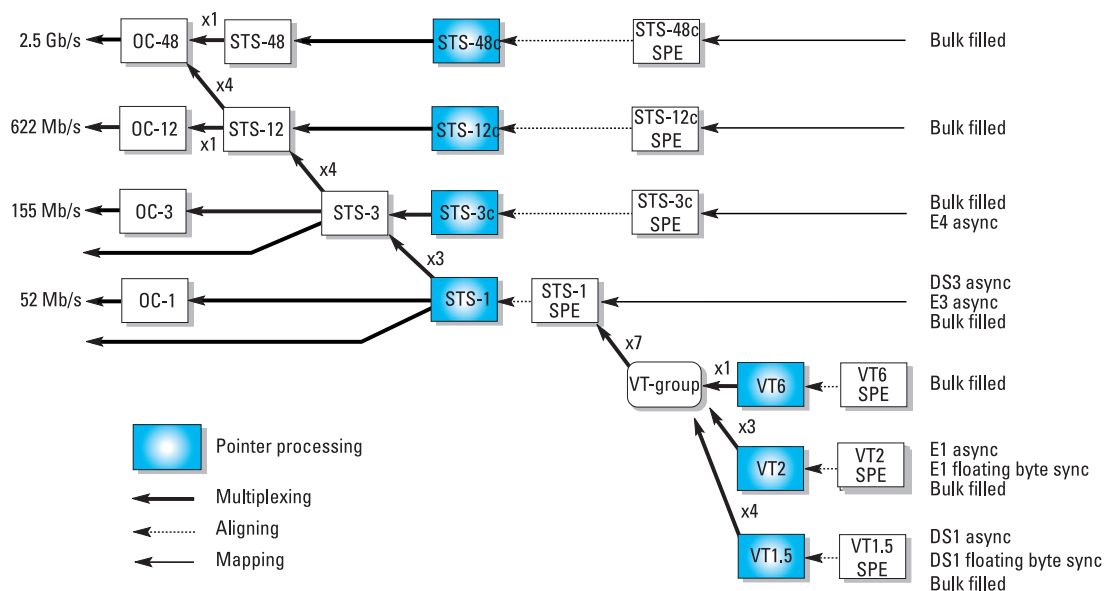 2.5 Gb/s
OC-48
x1
STS-48
STS-48c
STS-48c
SPE
Bulk filled
x4
622 Mb/s
OC-12
x1
STS-12
STS-12c
STS-12c
SPE
Bulk filled
x4
155 Mb/s
OC-3
STS-3
STS-3c
STS-3c
SPE
Bulk filled
E4 async
x3
52 Mb/s
OC-1
STS-1
STS-1
SPE
DS3 async
E3 async
Bulk filled
x7
VT-group
x1
VT6
VT6
SPE
Bulk filled
x3
VT2
VT2
SPE
E1 async
E1 floating byte sync
Bulk filled
x4
VT1.5
VT1.5
SPE
DS1 async
DS1 floating byte sync
Bulk filled
Pointer processing
Multiplexing
Aligning
Mapping